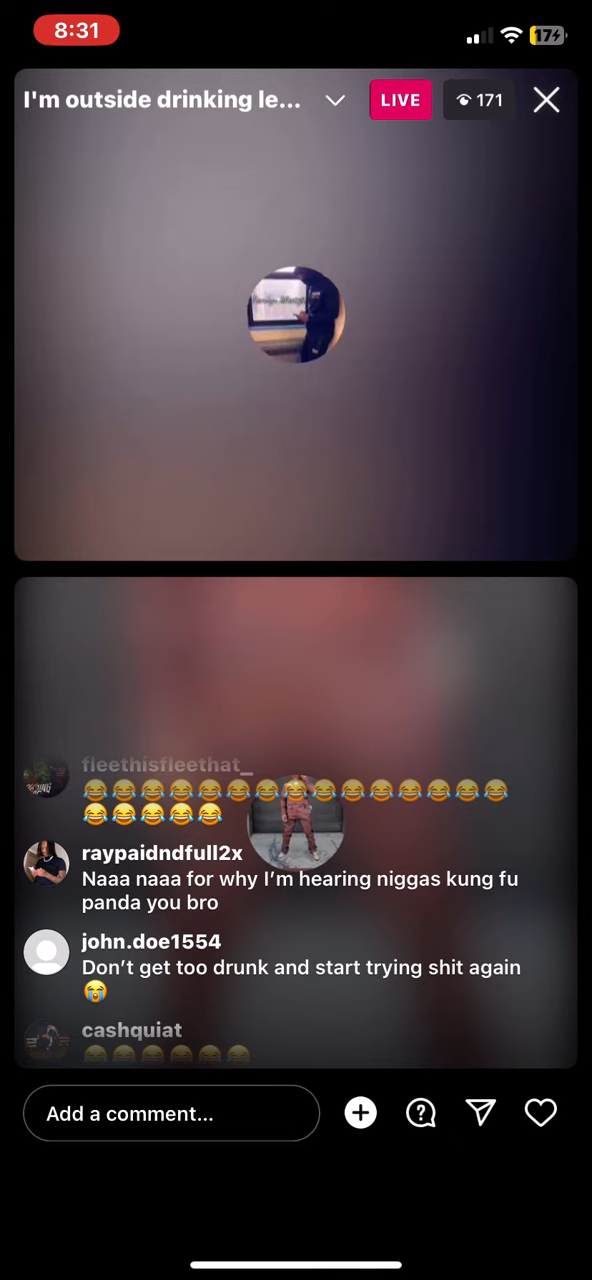 8:31
17
I'm outside drinking le...
LIVE
171
fleethisfleethat_
😂😂😂😂😂😂😂😂😂😂😂😂😂😂😂
😂😂😂😂😂
raypaidndfull2x
Naaa naaa for why I'm hearing niggas kung fu
panda you bro
john.doe1554
Don't get too drunk and start trying shit again
😭
cashquiat
😂😂😂😂😂😂
Add a comment...